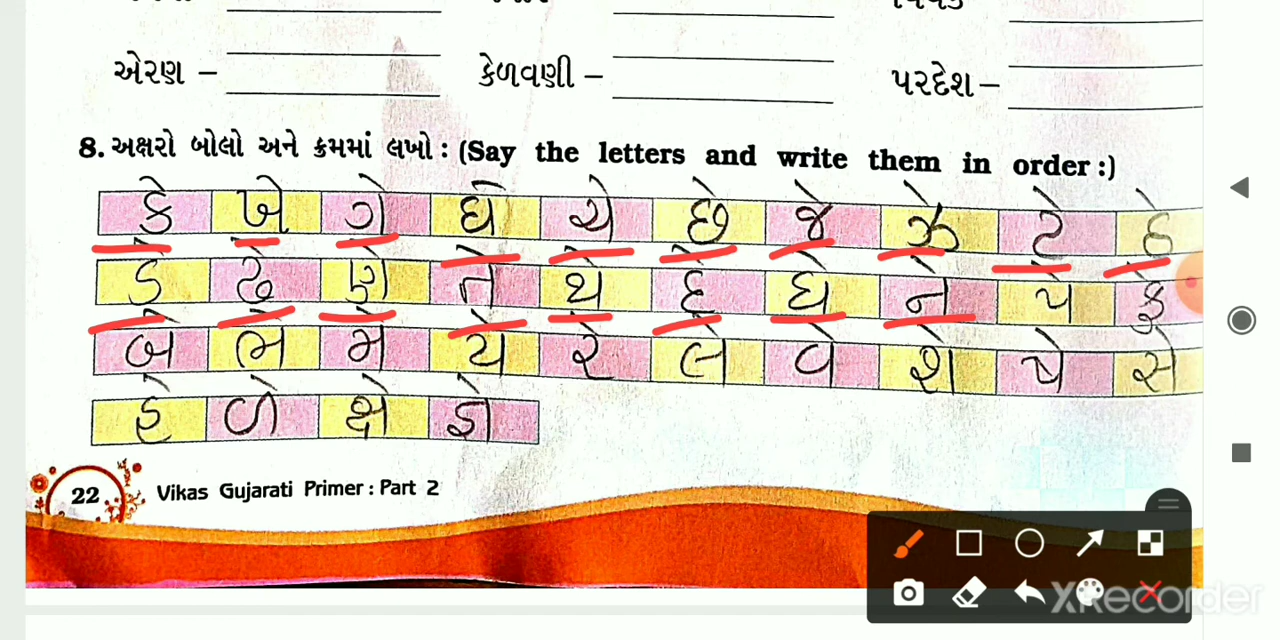 એરણ – કેળવણી – પરદેશ –
8. અક્ષરો બોલો અને ક્રમમાં લખો : (Say the letters and write them in order :)
કે ખે ગે ઘે ચે છે જે ઝે ટે ઠે
ડે ઢે ણે તે થે દે ધે ને પે ફે
બે ભે મે યે રે લે વે શે ષે સે
હે ળે ક્ષે જ્ઞે
22 Vikas Gujarati Primer : Part 2
XRecorder